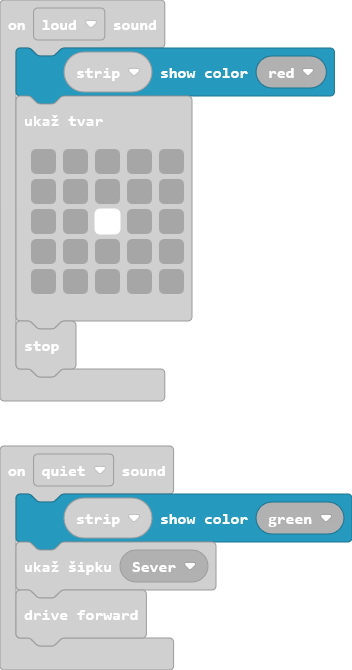 on loud sound
strip show color red
ukaž tvar
stop
on quiet sound
strip show color green
ukaž šipku Sever
drive forward